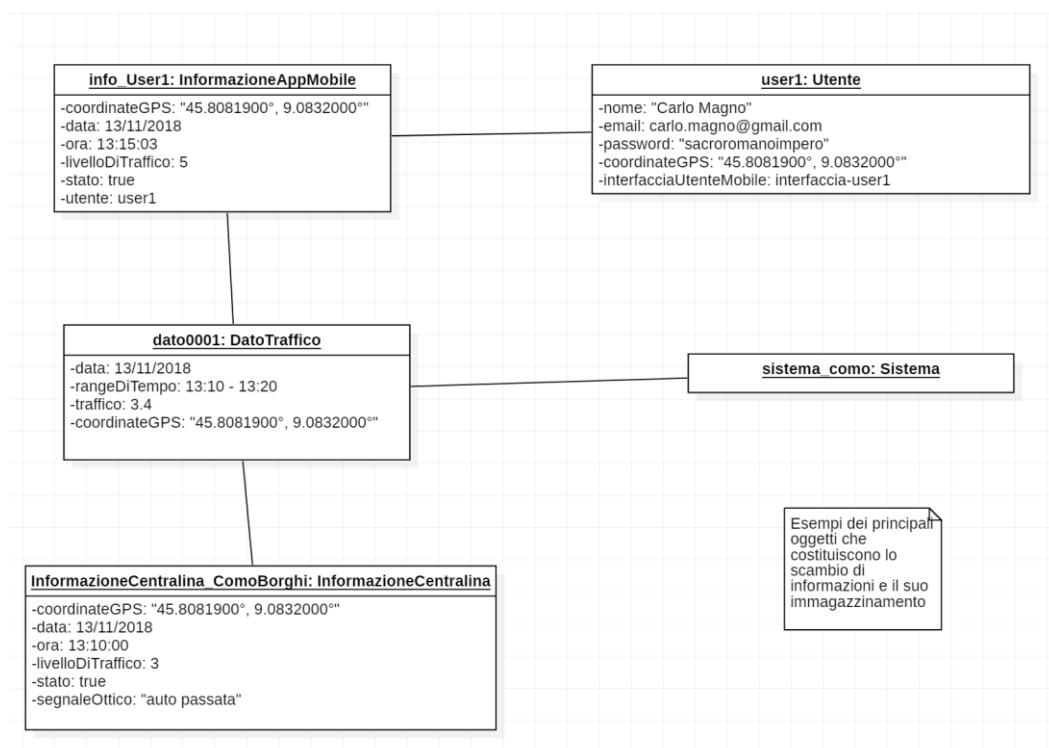 info_User1: InformazioneAppMobile
-coordinateGPS: "45.8081900°, 9.0832000°"
-data: 13/11/2018
-ora: 13:15:03
-livelloDiTraffico: 5
-stato: true
-utente: user1
user1: Utente
-nome: "Carlo Magno"
-email: carlo.magno@gmail.com
-password: "sacroromanoimpero"
-coordinateGPS: "45.8081900°, 9.0832000°"
-interfacciaUtenteMobile: interfaccia-user1
dato0001: DatoTraffico
-data: 13/11/2018
-rangeDiTempo: 13:10 - 13:20
-traffico: 3.4
-coordinateGPS: "45.8081900°, 9.0832000°"
sistema_como: Sistema
Esempi dei principali
oggetti che
costituiscono lo
scambio di
informazioni e il suo
immagazzinamento
InformazioneCentralina_ComoBorghi: InformazioneCentralina
-coordinateGPS: "45.8081900°, 9.0832000°"
-data: 13/11/2018
-ora: 13:10:00
-livelloDiTraffico: 3
-stato: true
-segnaleOttico: "auto passata"